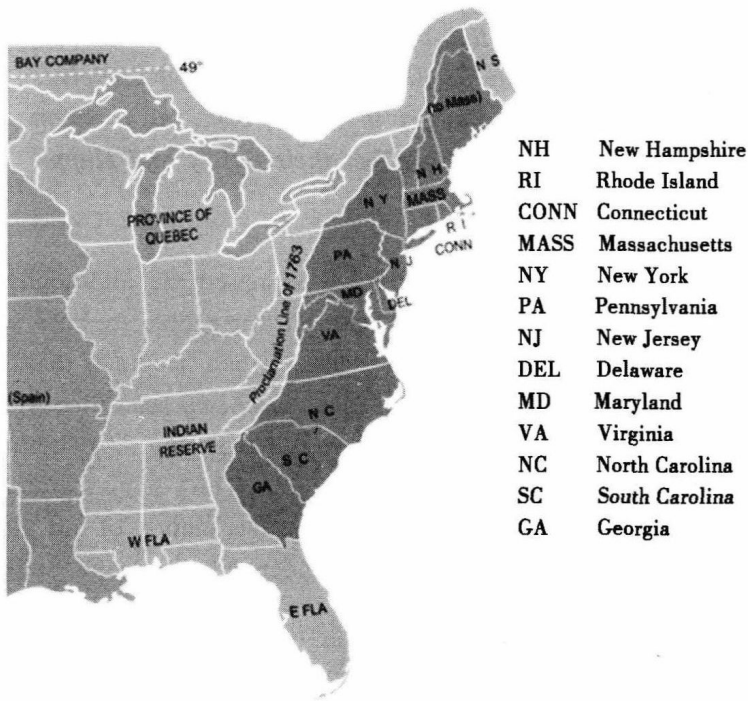 BAY COMPANY
49°
N S
(to Mass)
N H
N Y
MASS
R I
CONN
PROVINCE OF
QUEBEC
PA
N J
Proclamation Line of 1763
MD
DEL
VA
(Spain)
N C
INDIAN
RESERVE
S C
GA
W FLA
E FLA
NH New Hampshire
RI Rhode Island
CONN Connecticut
MASS Massachusetts
NY New York
PA Pennsylvania
NJ New Jersey
DEL Delaware
MD Maryland
VA Virginia
NC North Carolina
SC South Carolina
GA Georgia